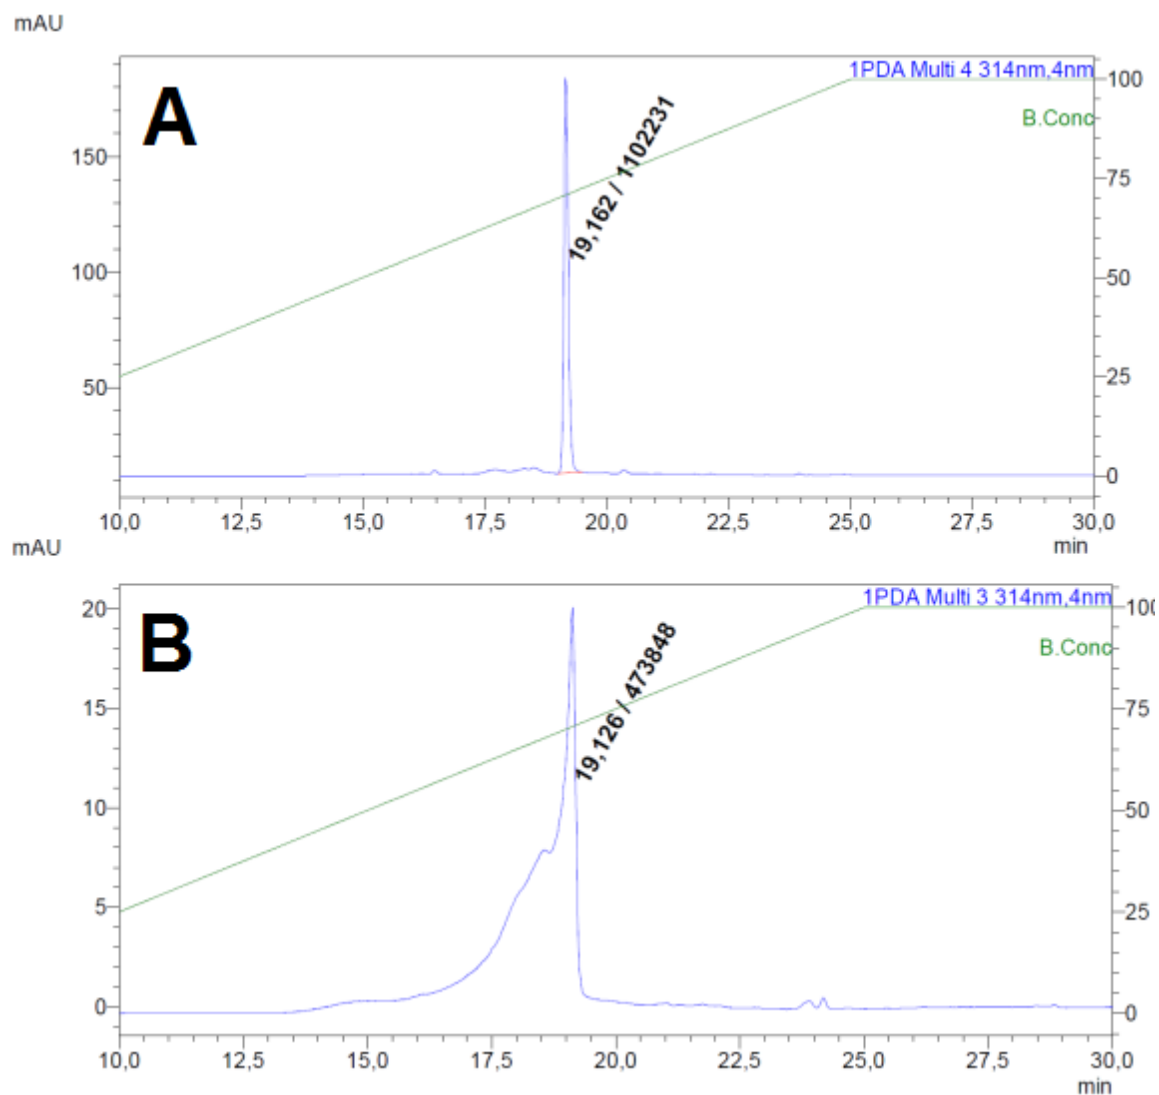 mAU
1PDA Multi 4 314nm,4nm
100
A
B.Conc
19,162 / 1102231
150
75
100
50
50
25
0
10,0 12,5 15,0 17,5 20,0 22,5 25,0 27,5 30,0
min
mAU
1PDA Multi 3 314nm,4nm
20
100
B
B.Conc
19,126 / 473848
15
75
10
50
5
25
0
0
10,0 12,5 15,0 17,5 20,0 22,5 25,0 27,5 30,0
min